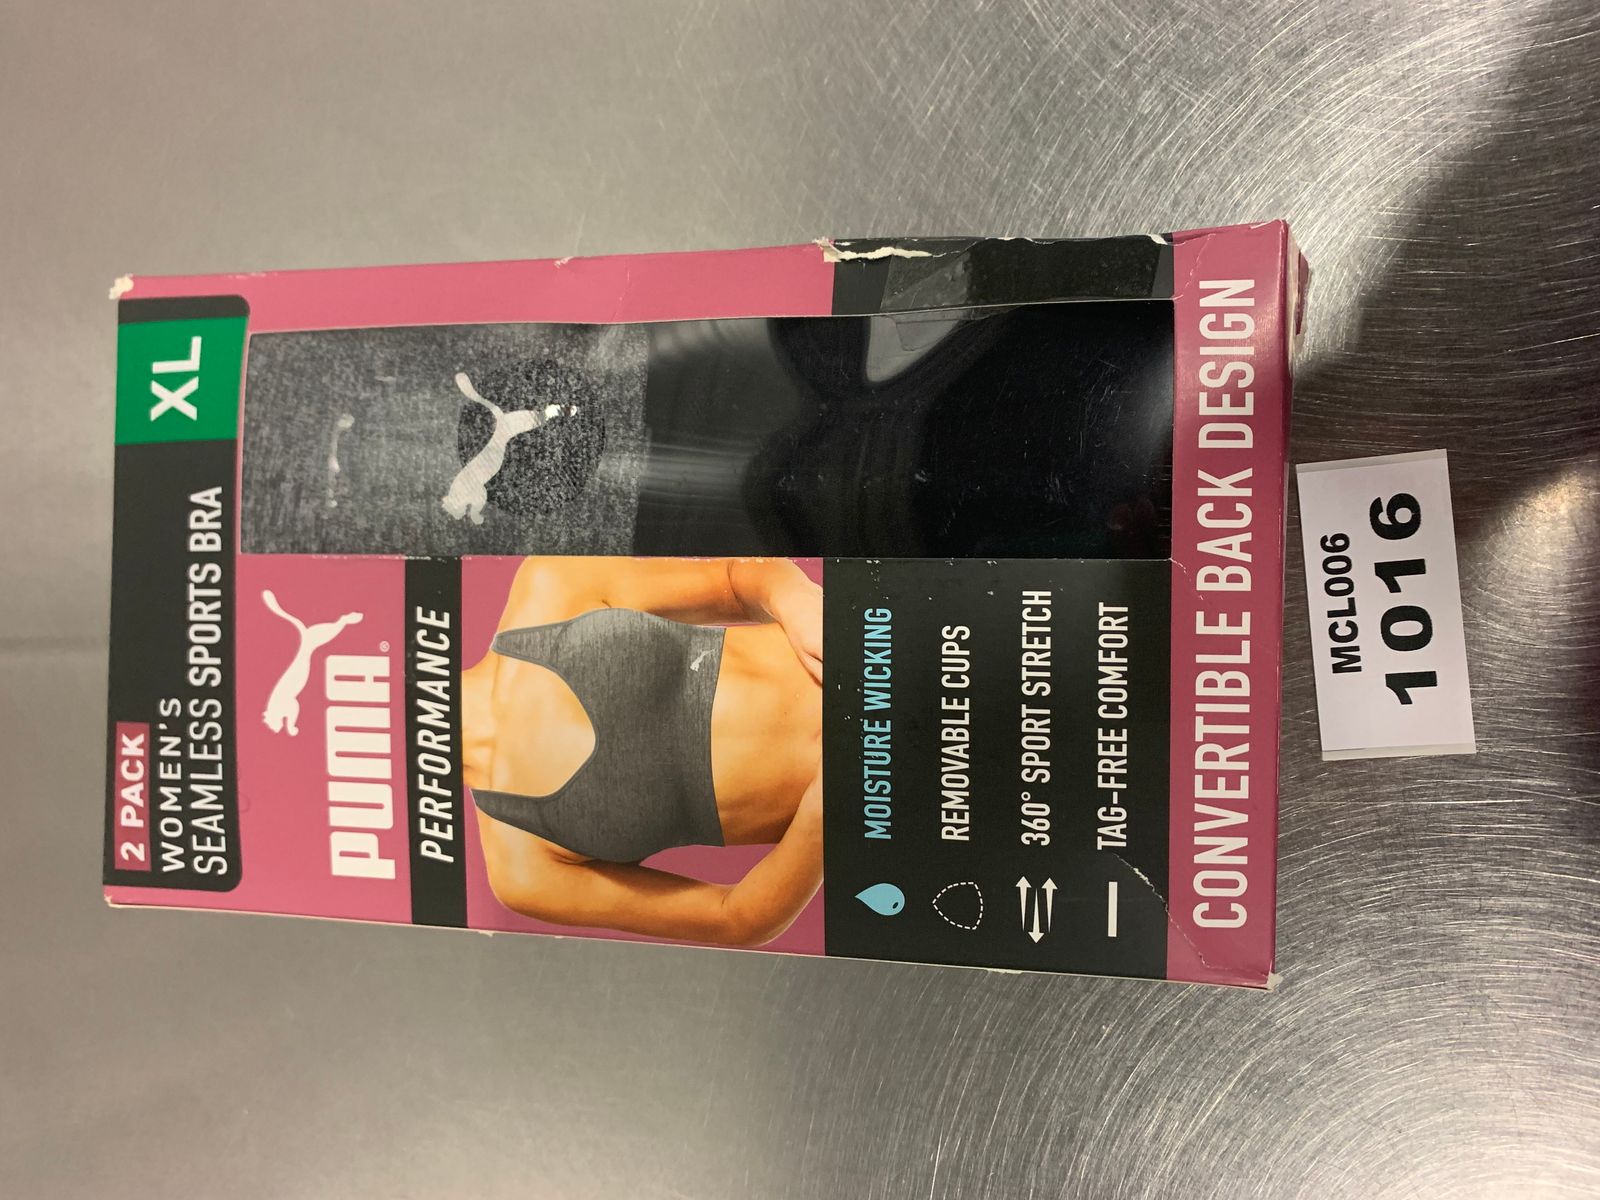 2 PACK
WOMEN'S
SEAMLESS SPORTS BRA
XL
PUMA®
PERFORMANCE
MOISTURE WICKING
REMOVABLE CUPS
360° SPORT STRETCH
TAG-FREE COMFORT
CONVERTIBLE BACK DESIGN
MCL006
1016